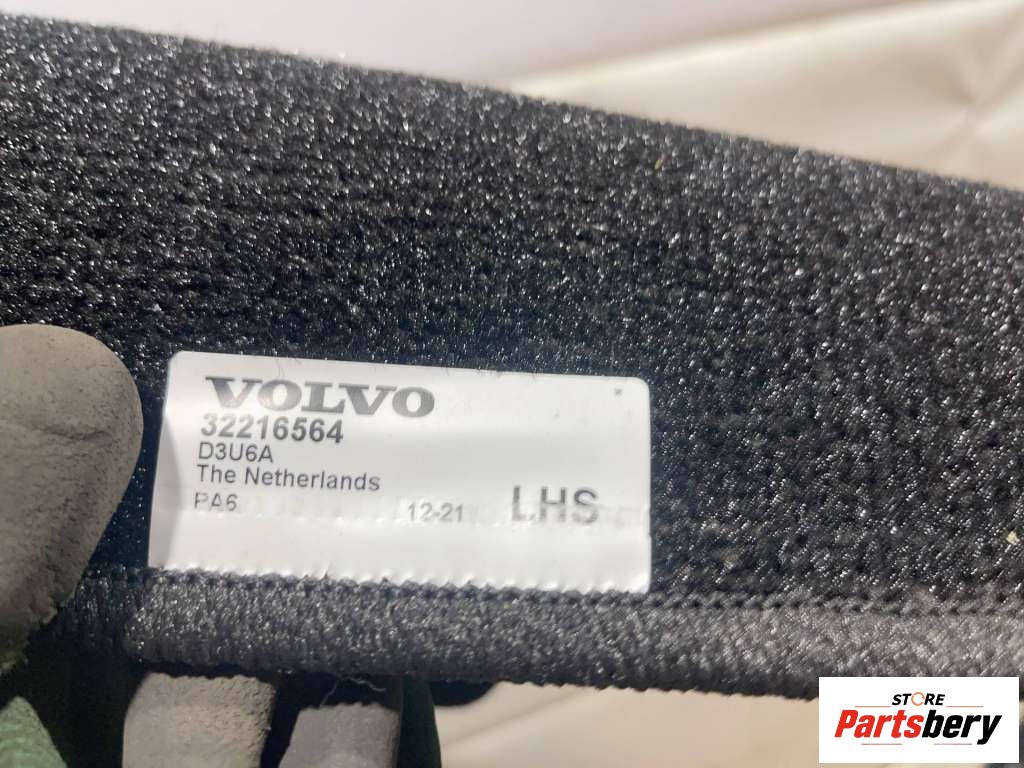 VOLVO
32216564
D3U6A
The Netherlands
PA6 12-21 LHS
STORE
Partsbery